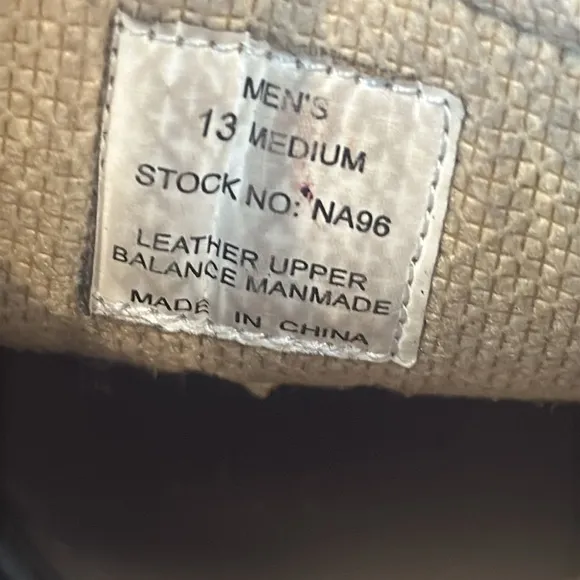 MEN'S
13 MEDIUM
STOCK NO: NA96
LEATHER UPPER
BALANCE MANMADE
MADE IN CHINA